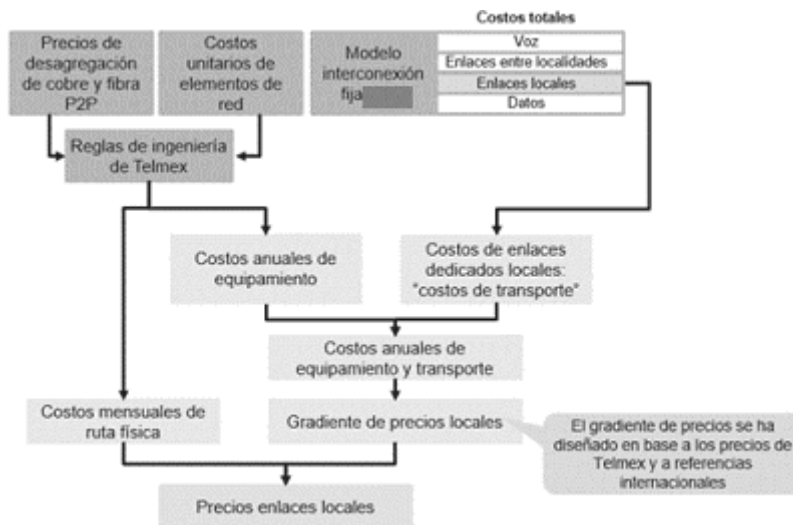 Costos totales
Precios de
desagregación
de cobre y fibra
P2P
Costos
unitarios de
elementos de
red
Modelo
interconexión
fija
Voz
Enlaces entre localidades
Enlaces locales
Datos
Reglas de ingeniería
de Telmex
Costos anuales de
equipamiento
Costos de enlaces
dedicados locales:
"costos de transporte"
Costos anuales de
equipamiento y transporte
Costos mensuales de
ruta física
Gradiente de precios locales
El gradiente de precios se ha
diseñado en base a los precios de
Telmex y a referencias
internacionales
Precios enlaces locales